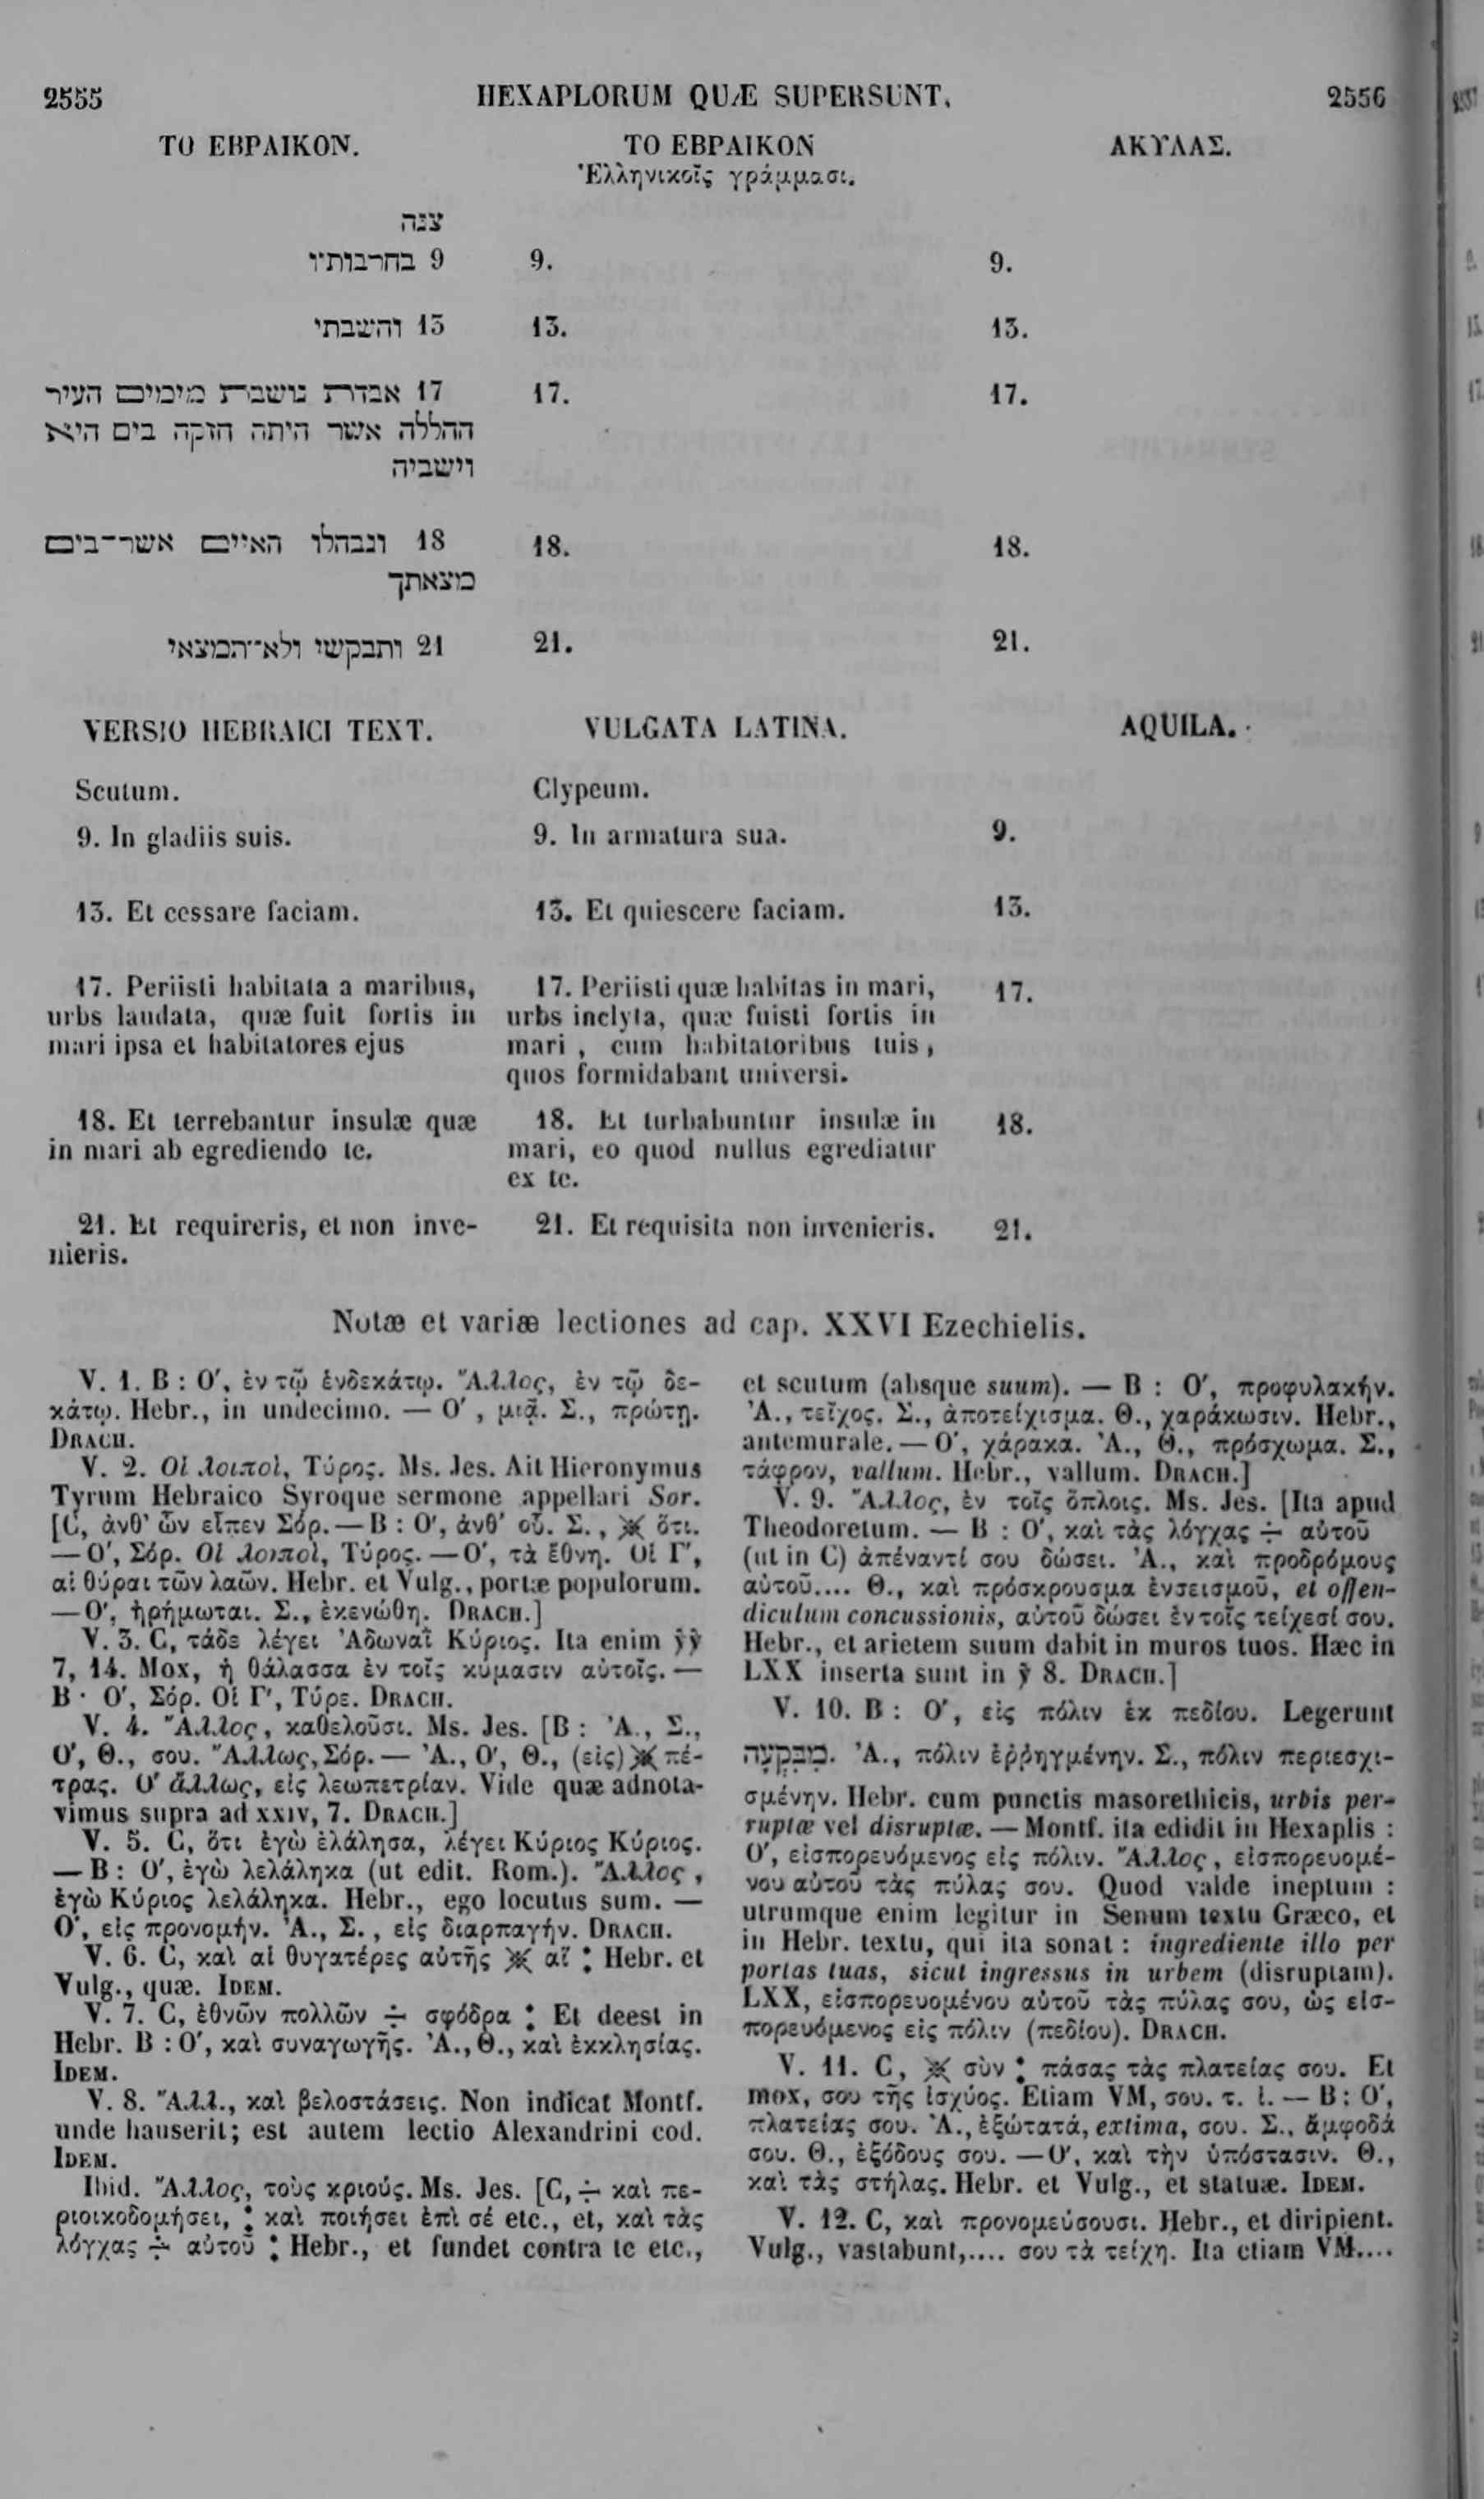 2555 HEXAPLORUM QUÆ SUPERSUNT. 2556
ΤΟ ΕΒΡΑΙΚΟΝ.
ΤΟ ΕΒΡΑΙΚΟΝ
Ἑλληνικοῖς γράμμασι.
ΑΚΥΛΑΣ.
צנה
9 בחרבותיו
9.
9.
13 והשבתי
13.
13.
17 אבדת נושבת מימים העיר
ההללה אשר היתה חזקה בים היא
וישביה
17.
17.
18 ונבהלו האיים אשר־בים
מצאתך
18.
18.
21 ותבקשי ולא־תמצאי
21.
21.
VERSIO HEBRAICI TEXT.
Scutum.
9. In gladiis suis.
13. Et cessare faciam.
17. Periisti habitata a maribus,
urbs laudata, quæ fuit fortis in
mari ipsa et habitatores ejus
18. Et terrebantur insulæ quæ
in mari ab egrediendo te.
21. Et requireris, et non inve-
nieris.
VULGATA LATINA.
Clypeum.
9. In armatura sua.
13. Et quiescere faciam.
17. Periisti quæ habitas in mari,
urbs inclyta, quæ fuisti fortis in
mari , cum habitatoribus tuis ,
quos formidabant universi.
18. Et turbabuntur insulæ in
mari, eo quod nullus egrediatur
ex te.
21. Et requisita non invenieris.
AQUILA.
9.
13.
17.
18.
21.
Notæ et variæ lectiones ad cap. XXVI Ezechielis.
V. 1. B : Ο′, ἐν τῷ ἑνδεκάτῳ. Ἄλλος, ἐν τῷ δε-
κάτῳ. Hebr., in undecimo. — Ο′ , μιᾷ. Σ., πρώτῃ.
DRACH.
V. 2. Οἱ λοιποὶ, Τύρος. Ms. Jes. Ait Hieronymus
Tyrum Hebraico Syroque sermone appellari Sor.
[C, ἀνθ’ ὧν εἶπεν Σόρ. — B : Ο′, ἀνθ’ οὗ. Σ., ※ ὅτι.
— Ο′, Σόρ. Οἱ λοιποὶ, Τύρος. — Ο′, τὰ ἔθνη. Οἱ Γ′,
αἱ θύραι τῶν λαῶν. Hebr. et Vulg., portæ populorum.
— Ο′, ἠρήμωται. Σ., ἐκενώθη. DRACH.]
V. 3. C, τάδε λέγει Ἀδωναῒ Κύριος. Ita enim ℣℣
7, 14. Mox, ἡ θάλασσα ἐν τοῖς κύμασιν αὐτοῖς. —
B · Ο′, Σόρ. Οἱ Γ′, Τύρε. DRACH.
V. 4. Ἄλλος, καθελοῦσι. Ms. Jes. [B : Ἀ., Σ.,
Ο′, Θ., σου. Ἄλλως, Σόρ. — Ἀ., Ο′, Θ., (εἰς) ※ πέ-
τρας. Ο′ ἄλλως, εἰς λεωπετρίαν. Vide quæ adnota-
vimus supra ad XXIV, 7. DRACH.]
V. 5. C, ὅτι ἐγὼ ἐλάλησα, λέγει Κύριος Κύριος.
— B : Ο′, ἐγὼ λελάληκα (ut edit. Rom.). Ἄλλος ,
ἐγὼ Κύριος λελάληκα. Hebr., ego locutus sum. —
Ο′, εἰς προνομήν. Ἀ., Σ., εἰς διαρπαγήν. DRACH.
V. 6. C, καὶ αἱ θυγατέρες αὐτῆς ※ αἵ : Hebr. et
Vulg., quæ. IDEM.
V. 7. C, ἐθνῶν πολλῶν ÷ σφόδρα : Et deest in
Hebr. B : Ο′, καὶ συναγωγῆς. Ἀ., Θ., καὶ ἐκκλησίας.
IDEM.
V. 8. Ἄλλ., καὶ βελοστάσεις. Non indicat Montf.
unde hauserit; est autem lectio Alexandrini cod.
IDEM.
Ibid. Ἄλλος, τοὺς κριούς. Ms. Jes. [C, ÷ καὶ πε-
ριοικοδομήσει, : καὶ ποιήσει ἐπὶ σέ etc., et, καὶ τὰς
λόγχας ÷ αὐτοῦ : Hebr., et fundet contra te etc.,
et scutum (absque suum). — B : Ο′, προφυλακήν.
Ἀ., τεῖχος. Σ., ἀποτείχισμα. Θ., χαράκωσιν. Hebr.,
antemurale. — Ο′, χάρακα. Ἀ., Θ., πρόσχωμα. Σ.,
τάφρον, vallum. Hebr., vallum. DRACH.]
V. 9. Ἄλλος, ἐν τοῖς ὅπλοις. Ms. Jes. [Ita apud
Theodoretum. — B : Ο′, καὶ τὰς λόγχας ÷ αὐτοῦ
(ut in C) ἀπέναντί σου δώσει. Ἀ., καὶ προδρόμους
αὐτοῦ.... Θ., καὶ πρόσκρουσμα ἐνσεισμοῦ, et offen-
diculum concussionis, αὐτοῦ δώσει ἐν τοῖς τείχεσί σου.
Hebr., et arietem suum dabit in muros tuos. Hæc in
LXX inserta sunt in ℣ 8. DRACH.]
V. 10. B : Ο′, εἰς πόλιν ἐκ πεδίου. Legerunt
מִבִּקְעָה. Ἀ., πόλιν ἐῤῥηγμένην. Σ., πόλιν περιεσχι-
σμένην. Hebr. cum punctis masorethicis, urbis per-
ruptæ vel disruptæ. — Montf. ita edidit in Hexaplis :
Ο′, εἰσπορευόμενος εἰς πόλιν. Ἄλλος, εἰσπορευομέ-
νου αὐτοῦ τὰς πύλας σου. Quod valde ineptum :
utrumque enim legitur in Senum textu Græco, et
in Hebr. textu, qui ita sonat : ingrediente illo per
portas tuas, sicut ingressus in urbem (disruptam).
LXX, εἰσπορευομένου αὐτοῦ τὰς πύλας σου, ὡς εἰσ-
πορευόμενος εἰς πόλιν (πεδίου). DRACH.
V. 11. C, ※ σὺν : πάσας τὰς πλατείας σου. Et
mox, σου τῆς ἰσχύος. Etiam VM, σου. τ. ἰ. — B : Ο′,
πλατείας σου. Ἀ., ἐξώτατά, extima, σου. Σ., ἄμφοδά
σου. Θ., ἐξόδους σου. — Ο′, καὶ τὴν ὑπόστασιν. Θ.,
καὶ τὰς στήλας. Hebr. et Vulg., et statuæ. IDEM.
V. 12. C, καὶ προνομεύσουσι. Hebr., et diripient.
Vulg., vastabunt,.... σου τὰ τείχη. Ita etiam VM....